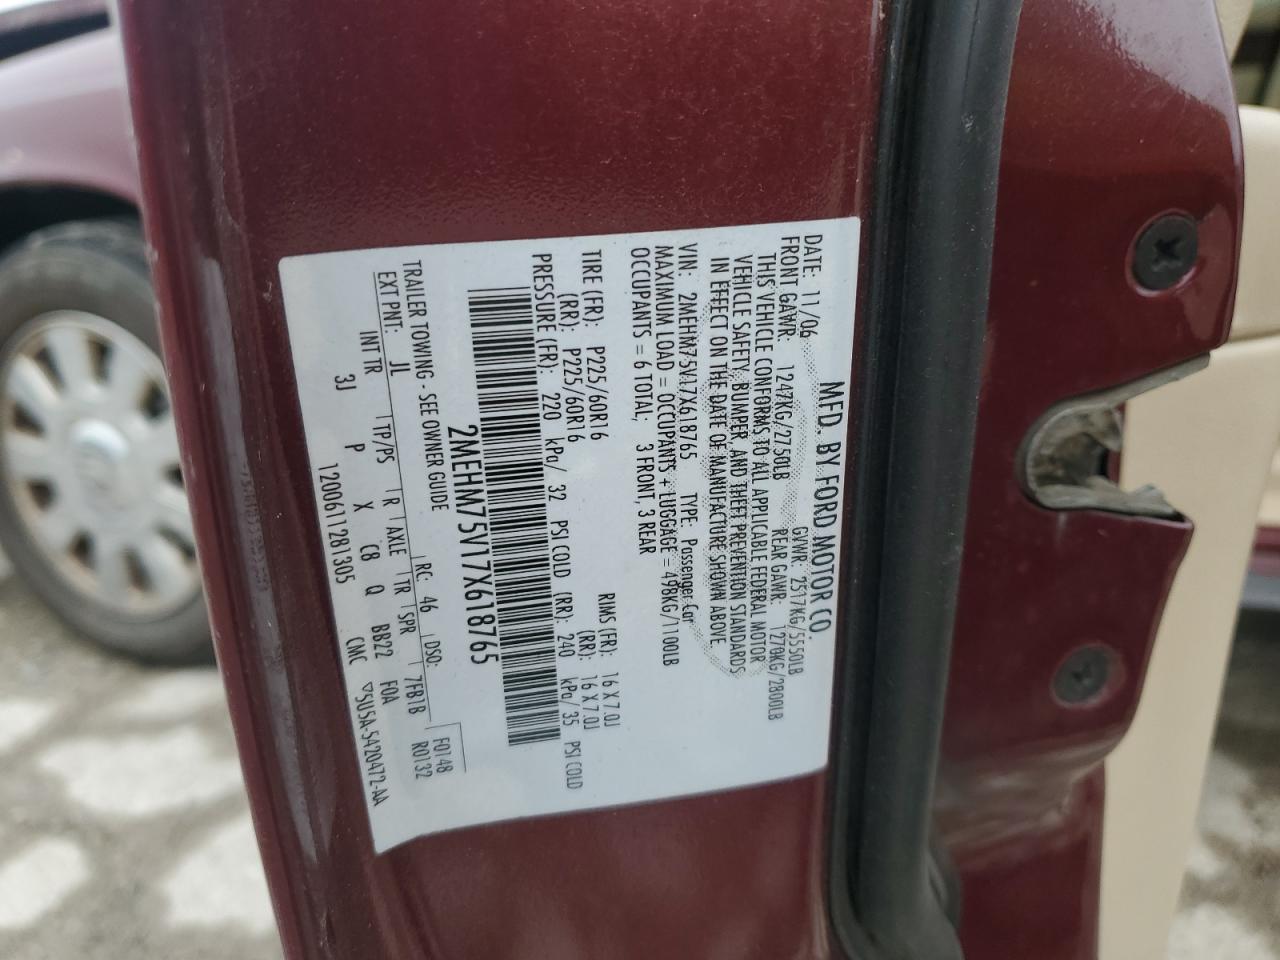 MFD. BY FORD MOTOR CO.
DATE: 11/06 GVWR: 2517KG/5550LB
FRONT GAWR: 1247KG/2750LB REAR GAWR: 1270KG/2800LB
THIS VEHICLE CONFORMS TO ALL APPLICABLE FEDERAL MOTOR
VEHICLE SAFETY, BUMPER, AND THEFT PREVENTION STANDARDS
IN EFFECT ON THE DATE OF MANUFACTURE SHOWN ABOVE
VIN: 2MEHM75V17X618765 TYPE: Passenger Car
MAXIMUM LOAD = OCCUPANTS + LUGGAGE = 498KG/1100LB
OCCUPANTS = 6 TOTAL, 3 FRONT, 3 REAR
TIRE (FR): P225/60R16 RIMS (FR): 16 X 7.0J
(RR): P225/60R16 (RR): 16 X 7.0J
PRESSURE (FR): 220 kPa/ 32 PSI COLD (RR): 240 kPa/ 35 PSI COLD
2MEHM75V17X618765
TRAILER TOWING - SEE OWNER GUIDE F0148
EXT PNT: JL RC: 46 DSO: R0132
INT TR TP/PS R AXLE TR SPR 7FB1B
3J P X C8 Q BB22 F0A
1200611281305 CMC ▽5U5A-5420472-AA